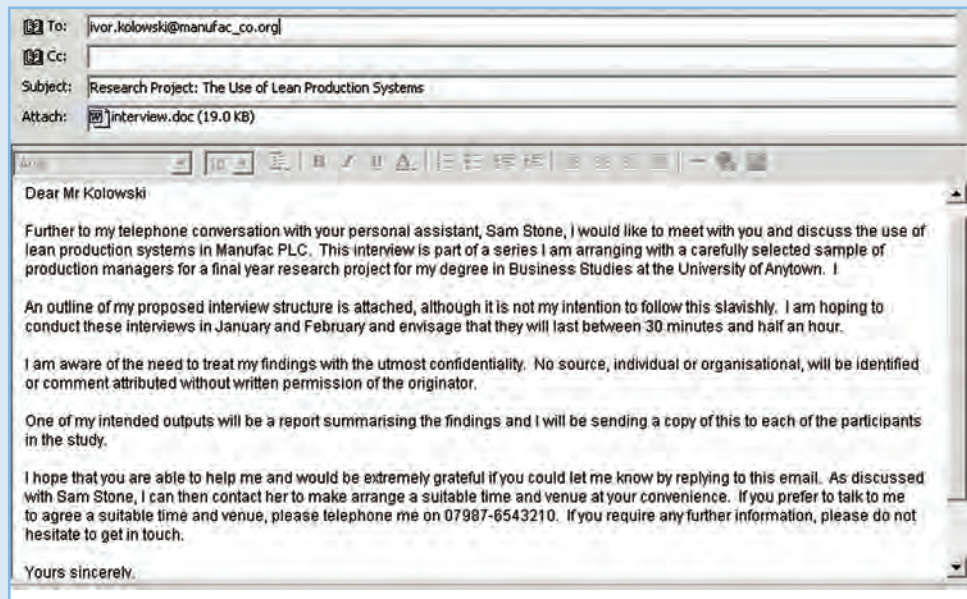 To: ivor.kolowski@manufac_co.org
Cc:
Subject: Research Project: The Use of Lean Production Systems
Attach: interview.doc (19.0 KB)
Arial 10 B I U A
Dear Mr Kolowski
Further to my telephone conversation with your personal assistant, Sam Stone, I would like to meet with you and discuss the use of
lean production systems in Manufac PLC. This interview is part of a series I am arranging with a carefully selected sample of
production managers for a final year research project for my degree in Business Studies at the University of Anytown. I
An outline of my proposed interview structure is attached, although it is not my intention to follow this slavishly. I am hoping to
conduct these interviews in January and February and envisage that they will last between 30 minutes and half an hour.
I am aware of the need to treat my findings with the utmost confidentiality. No source, individual or organisational, will be identified
or comment attributed without written permission of the originator.
One of my intended outputs will be a report summarising the findings and I will be sending a copy of this to each of the participants
in the study.
I hope that you are able to help me and would be extremely grateful if you could let me know by replying to this email. As discussed
with Sam Stone, I can then contact her to make arrange a suitable time and venue at your convenience. If you prefer to talk to me
to agree a suitable time and venue, please telephone me on 07987-6543210. If you require any further information, please do not
hesitate to get in touch.
Yours sincerely.